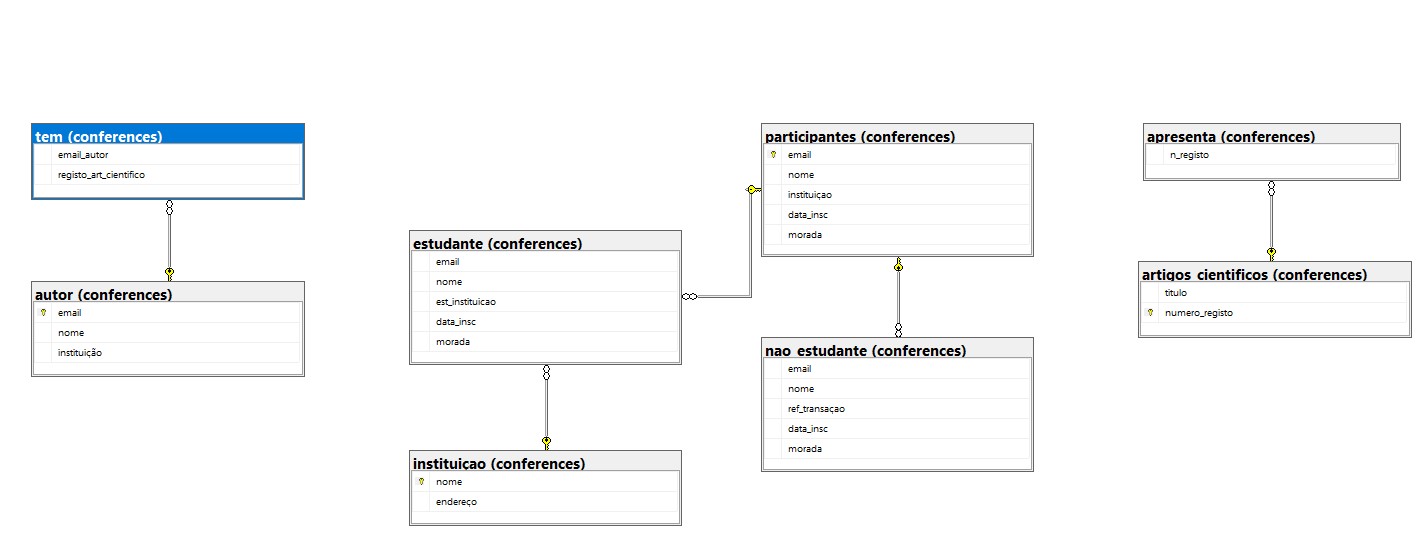 tem (conferences)
email_autor
registo_art_cientifico
autor (conferences)
email
nome
instituição
estudante (conferences)
email
nome
est_instituicao
data_insc
morada
instituiçao (conferences)
nome
endereço
participantes (conferences)
email
nome
instituiçao
data_insc
morada
nao_estudante (conferences)
email
nome
ref_transaçao
data_insc
morada
apresenta (conferences)
n_registo
artigos_cientificos (conferences)
titulo
numero_registo